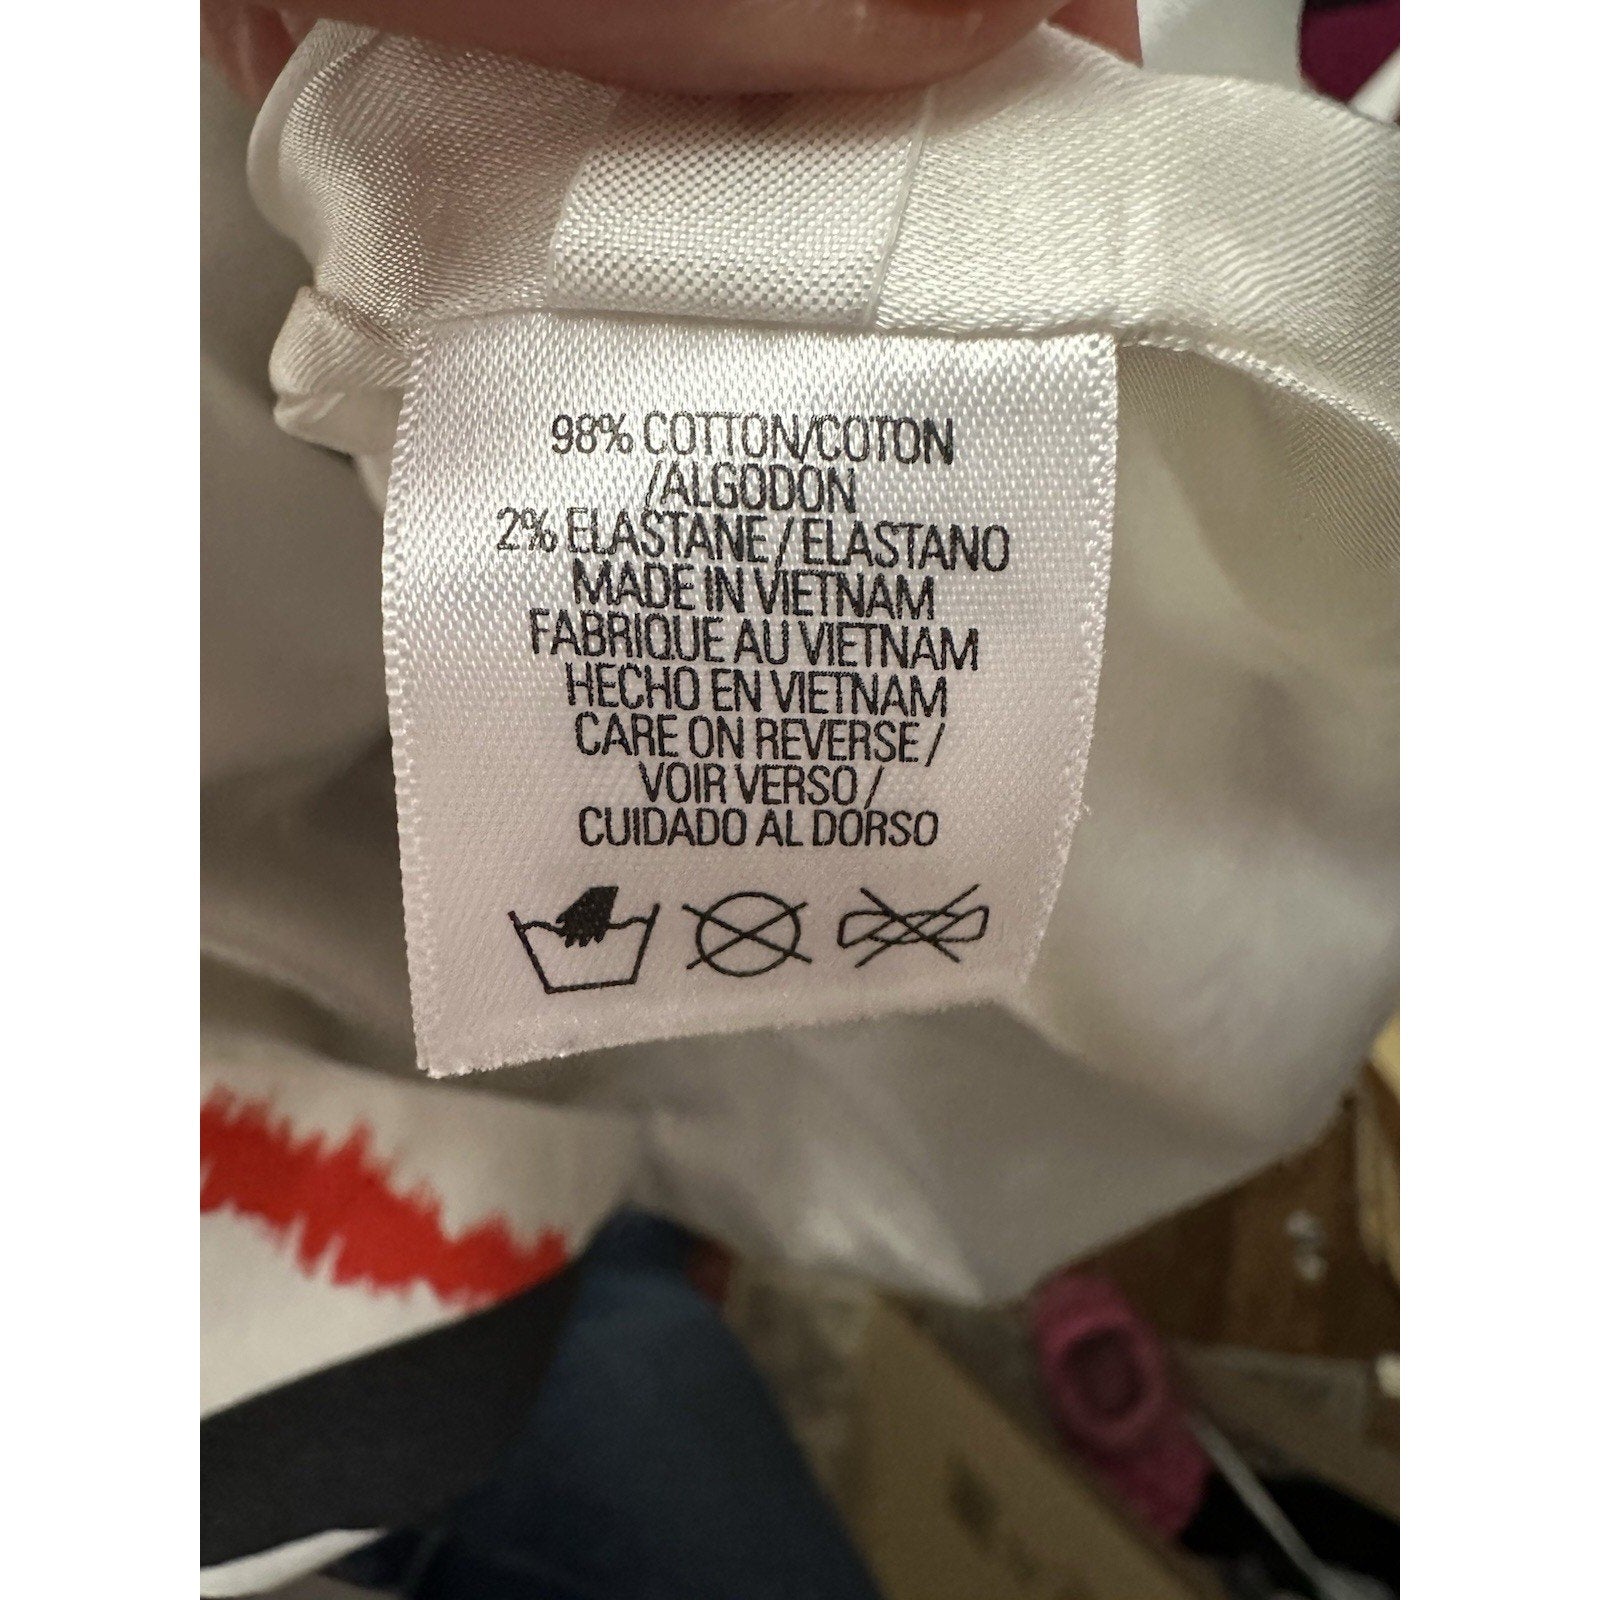 98% COTTON/COTON
/ALGODON
2% ELASTANE/ELASTANO
MADE IN VIETNAM
FABRIQUE AU VIETNAM
HECHO EN VIETNAM
CARE ON REVERSE/
VOIR VERSO/
CUIDADO AL DORSO